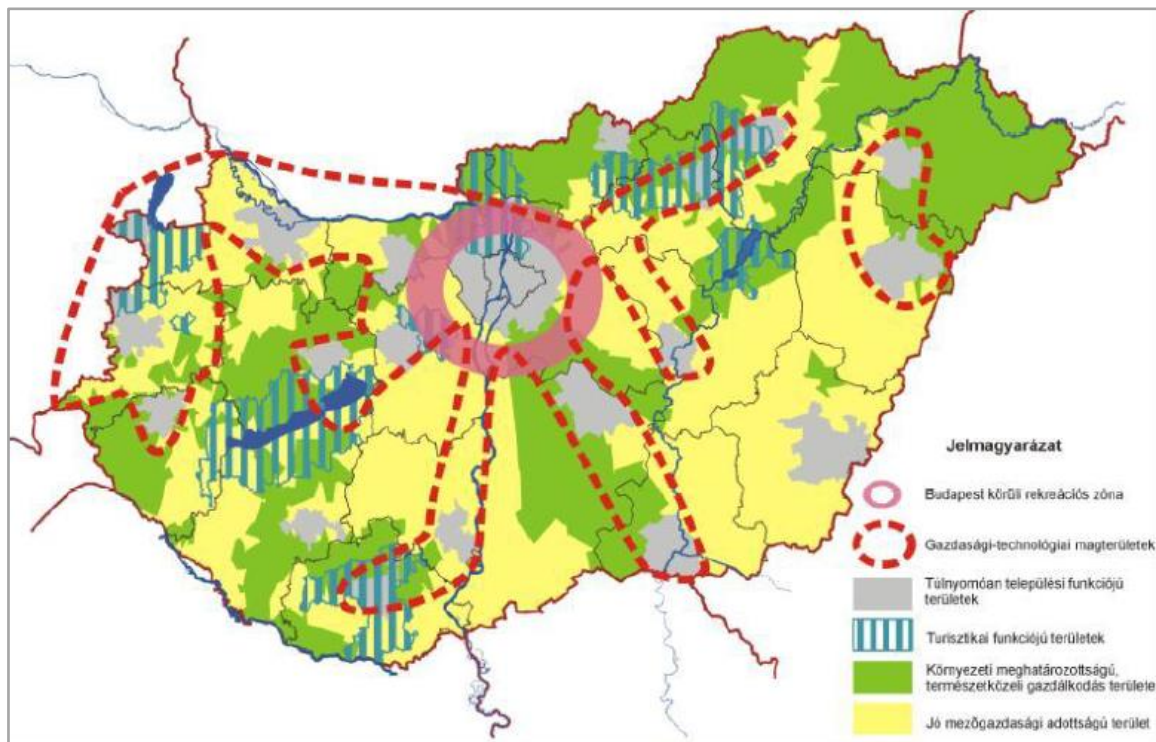 Jelmagyarázat
Budapest körüli rekreációs zóna
Gazdasági-technológiai magterületek
Túlnyomóan települési funkciójú
területek
Turisztikai funkciójú területek
Környezeti meghatározottságú,
természetközeli gazdálkodás területe
Jó mezőgazdasági adottságú terület